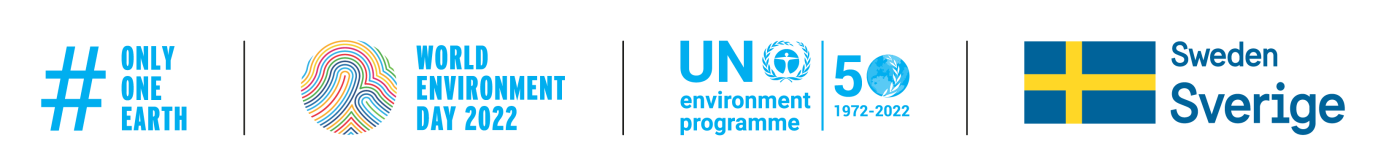 #
ONLY
ONE
EARTH
WORLD
ENVIRONMENT
DAY 2022
UN
environment
programme
50
1972-2022
Sweden
Sverige